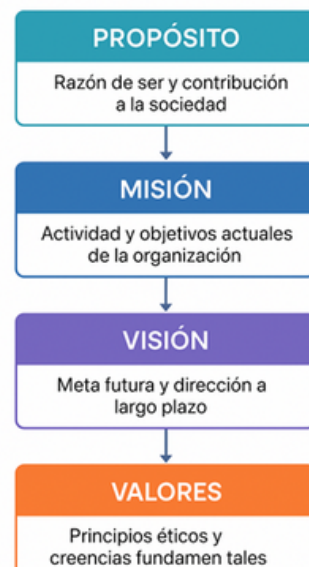 PROPÓSITO
Razón de ser y contribución
a la sociedad
MISIÓN
Actividad y objetivos actuales
de la organización
VISIÓN
Meta futura y dirección a
largo plazo
VALORES
Principios éticos y
creencias fundamen tales